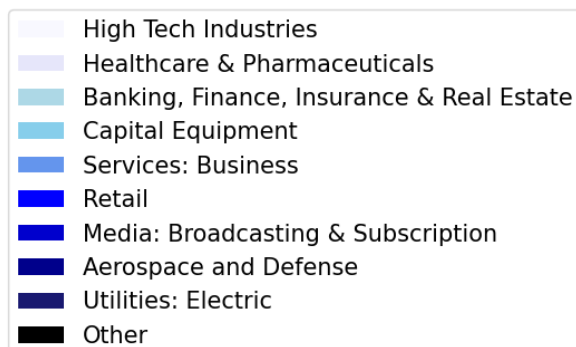 High Tech Industries
Healthcare & Pharmaceuticals
Banking, Finance, Insurance & Real Estate
Capital Equipment
Services: Business
Retail
Media: Broadcasting & Subscription
Aerospace and Defense
Utilities: Electric
Other